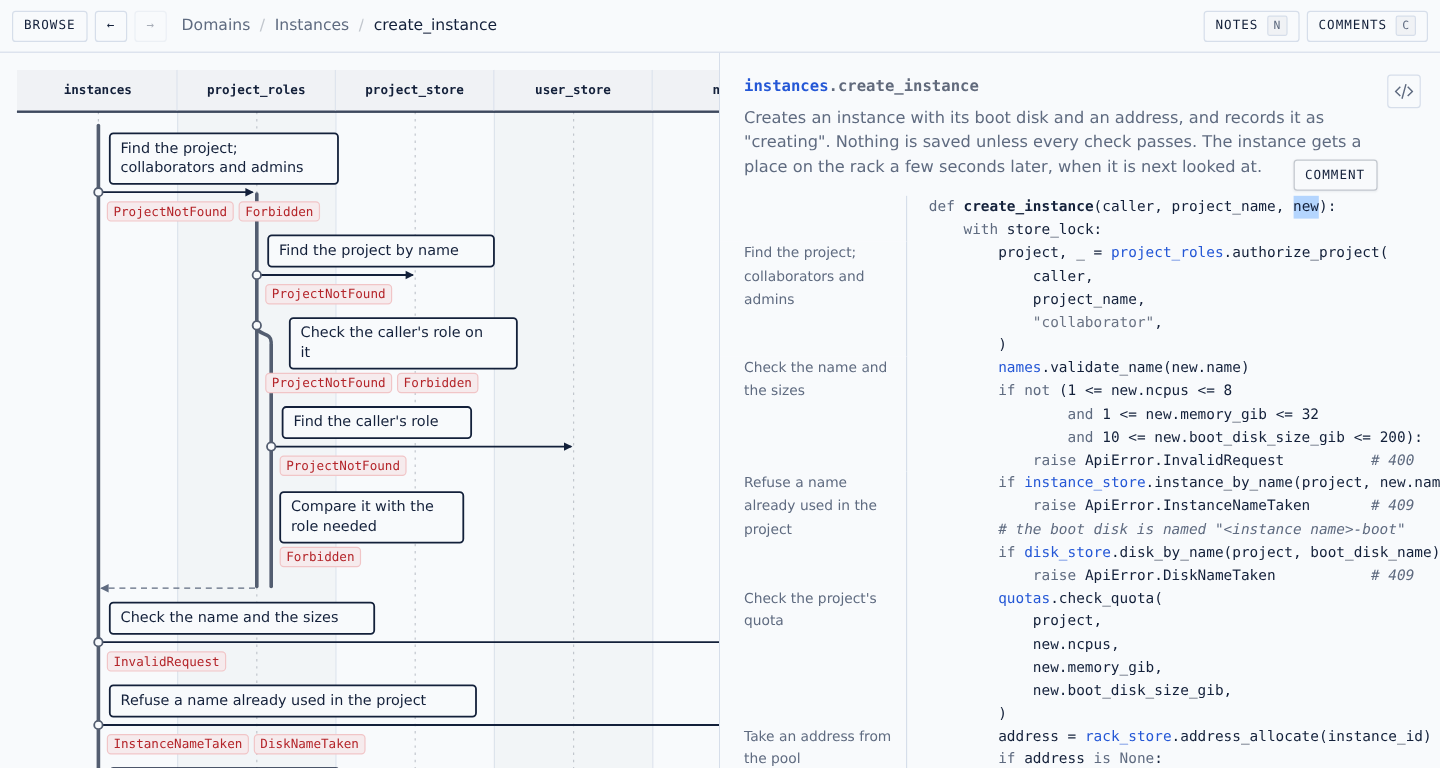 BROWSE ← → Domains / Instances / create_instance NOTES N COMMENTS C
instances project_roles project_store user_store
Find the project;
collaborators and admins
ProjectNotFound Forbidden
Find the project by name
ProjectNotFound
Check the caller's role on
it
ProjectNotFound Forbidden
Find the caller's role
ProjectNotFound
Compare it with the
role needed
Forbidden
Check the name and the sizes
InvalidRequest
Refuse a name already used in the project
InstanceNameTaken DiskNameTaken
instances.create_instance
</>
Creates an instance with its boot disk and an address, and records it as
"creating". Nothing is saved unless every check passes. The instance gets a
place on the rack a few seconds later, when it is next looked at.
COMMENT
def create_instance(caller, project_name, new):
with store_lock:
Find the project; project, _ = project_roles.authorize_project(
collaborators and caller,
admins project_name,
"collaborator",
)
Check the name and names.validate_name(new.name)
the sizes if not (1 <= new.ncpus <= 8
and 1 <= new.memory_gib <= 32
and 10 <= new.boot_disk_size_gib <= 200):
raise ApiError.InvalidRequest # 400
Refuse a name if instance_store.instance_by_name(project, new.nam
already used in the raise ApiError.InstanceNameTaken # 409
project # the boot disk is named "<instance name>-boot"
if disk_store.disk_by_name(project, boot_disk_name)
raise ApiError.DiskNameTaken # 409
Check the project's quotas.check_quota(
quota project,
new.ncpus,
new.memory_gib,
new.boot_disk_size_gib,
)
Take an address from address = rack_store.address_allocate(instance_id)
the pool if address is None: